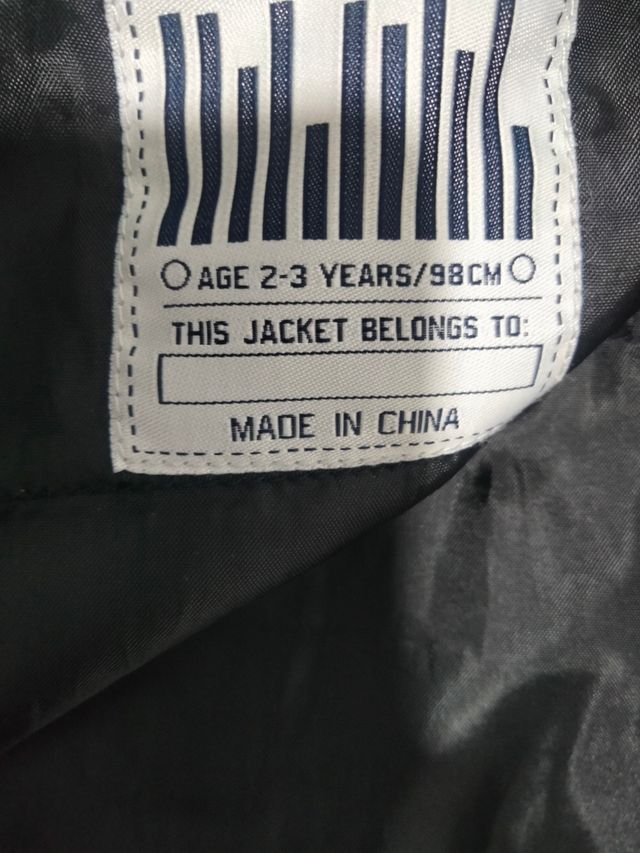 AGE 2-3 YEARS/98CM
THIS JACKET BELONGS TO:
MADE IN CHINA